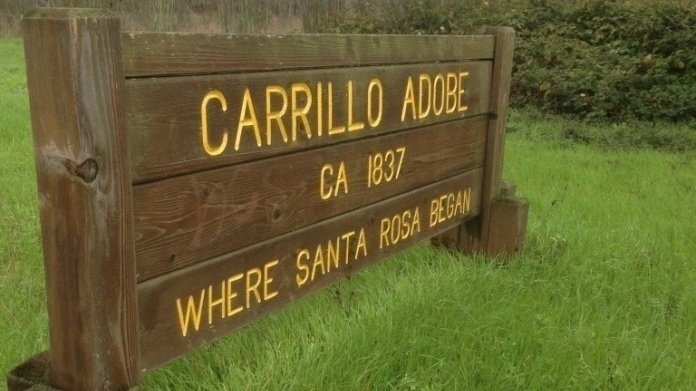 CARRILLO ADOBE
CA 1837
WHERE SANTA ROSA BEGAN